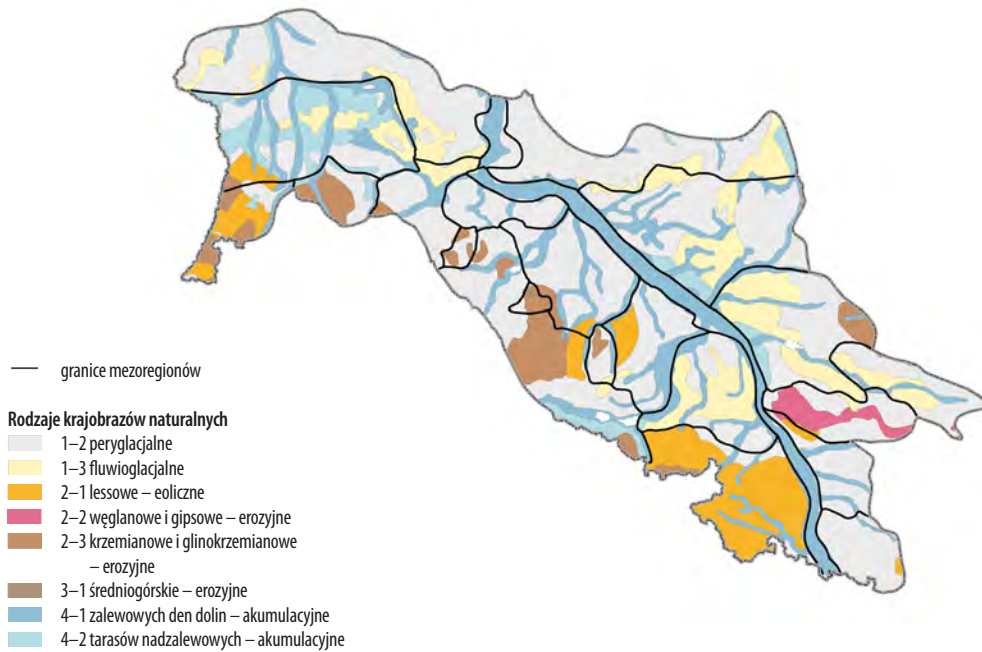 granice mezoregionów
Rodzaje krajobrazów naturalnych
1–2 peryglacjalne
1–3 fluwioglacjalne
2–1 lessowe – eoliczne
2–2 węglanowe i gipsowe – erozyjne
2–3 krzemianowe i glinokrzemianowe
– erozyjne
3–1 średniogórskie – erozyjne
4–1 zalewowych den dolin – akumulacyjne
4–2 tarasów nadzalewowych – akumulacyjne